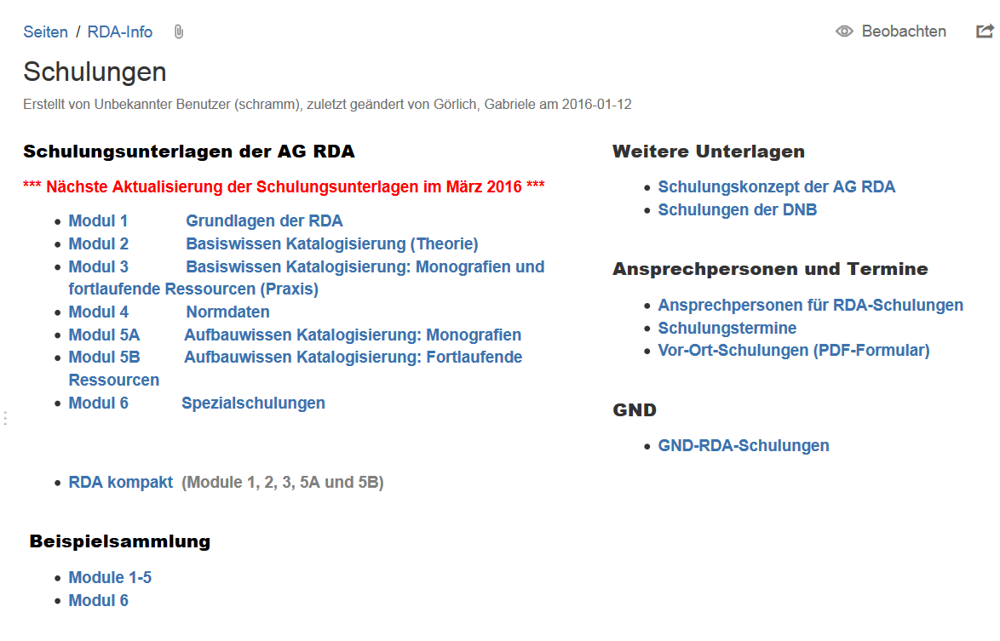 Seiten / RDA-Info
Beobachten
Schulungen
Erstellt von Unbekannter Benutzer (schramm), zuletzt geändert von Görlich, Gabriele am 2016-01-12
Schulungsunterlagen der AG RDA
*** Nächste Aktualisierung der Schulungsunterlagen im März 2016 ***
Modul 1 Grundlagen der RDA
Modul 2 Basiswissen Katalogisierung (Theorie)
Modul 3 Basiswissen Katalogisierung: Monografien und
fortlaufende Ressourcen (Praxis)
Modul 4 Normdaten
Modul 5A Aufbauwissen Katalogisierung: Monografien
Modul 5B Aufbauwissen Katalogisierung: Fortlaufende
Ressourcen
Modul 6 Spezialschulungen
RDA kompakt (Module 1, 2, 3, 5A und 5B)
Beispielsammlung
Module 1-5
Modul 6
Weitere Unterlagen
Schulungskonzept der AG RDA
Schulungen der DNB
Ansprechpersonen und Termine
Ansprechpersonen für RDA-Schulungen
Schulungstermine
Vor-Ort-Schulungen (PDF-Formular)
GND
GND-RDA-Schulungen